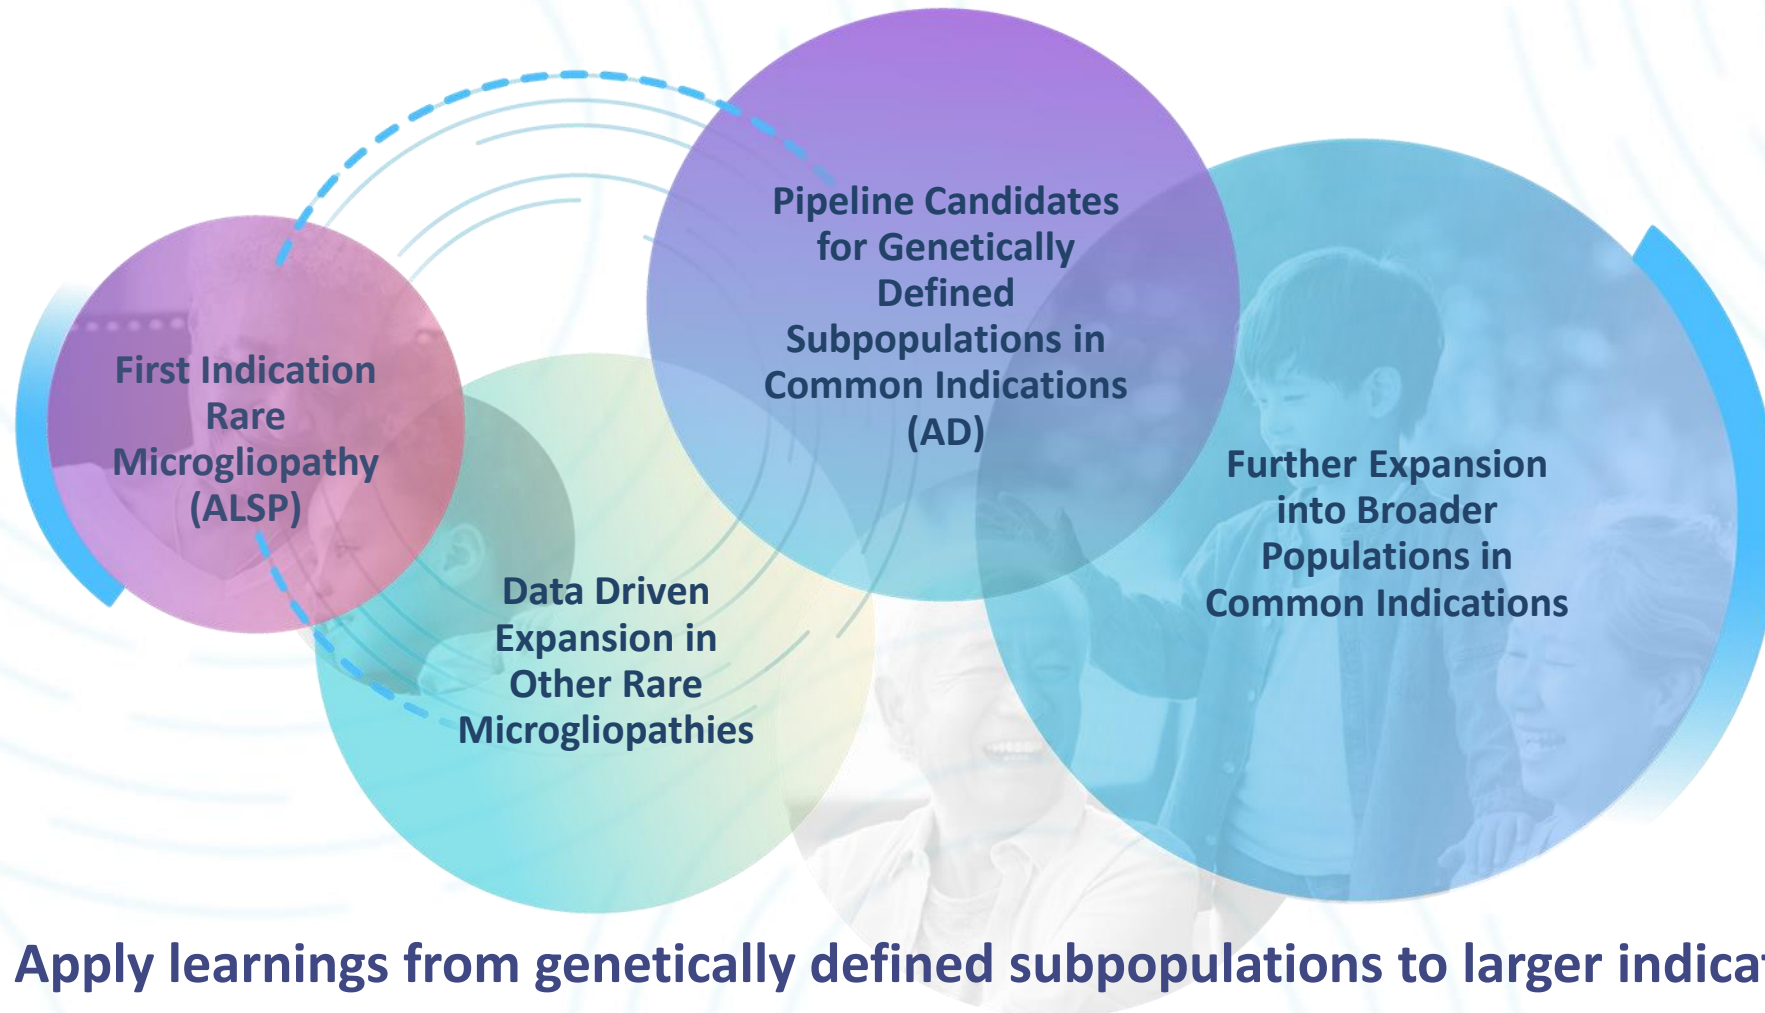 First Indication
Rare
Microgliopathy
(ALSP)
Data Driven
Expansion in
Other Rare
Microgliopathies
Pipeline Candidates
for Genetically
Defined
Subpopulations in
Common Indications
(AD)
Further Expansion
into Broader
Populations in
Common Indications
Apply learnings from genetically defined subpopulations to larger